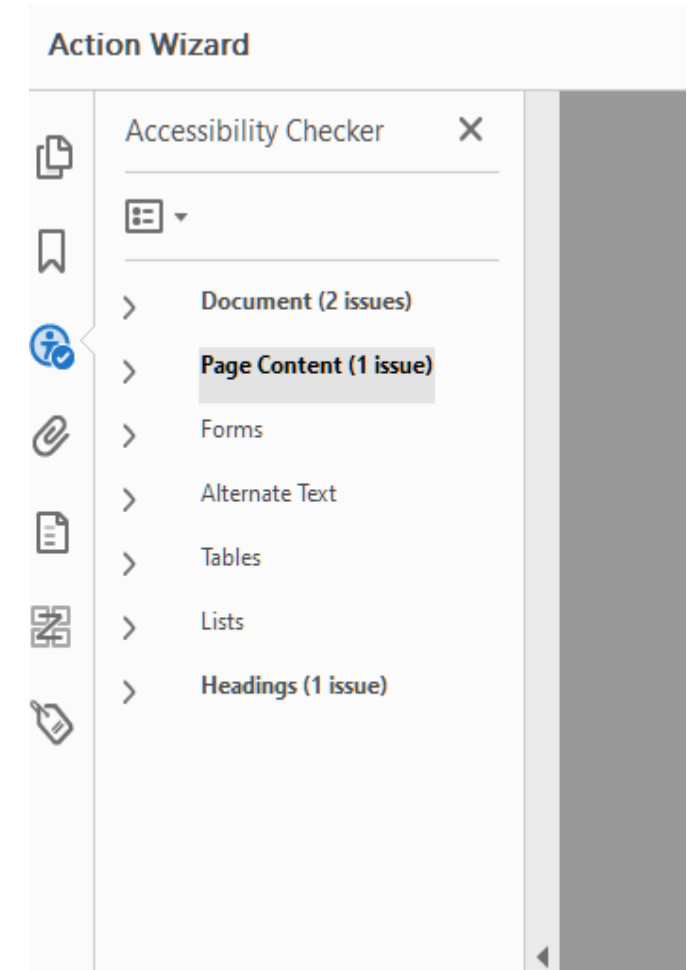 Action Wizard
Accessibility Checker
Document (2 issues)
Page Content (1 issue)
Forms
Alternate Text
Tables
Lists
Headings (1 issue)